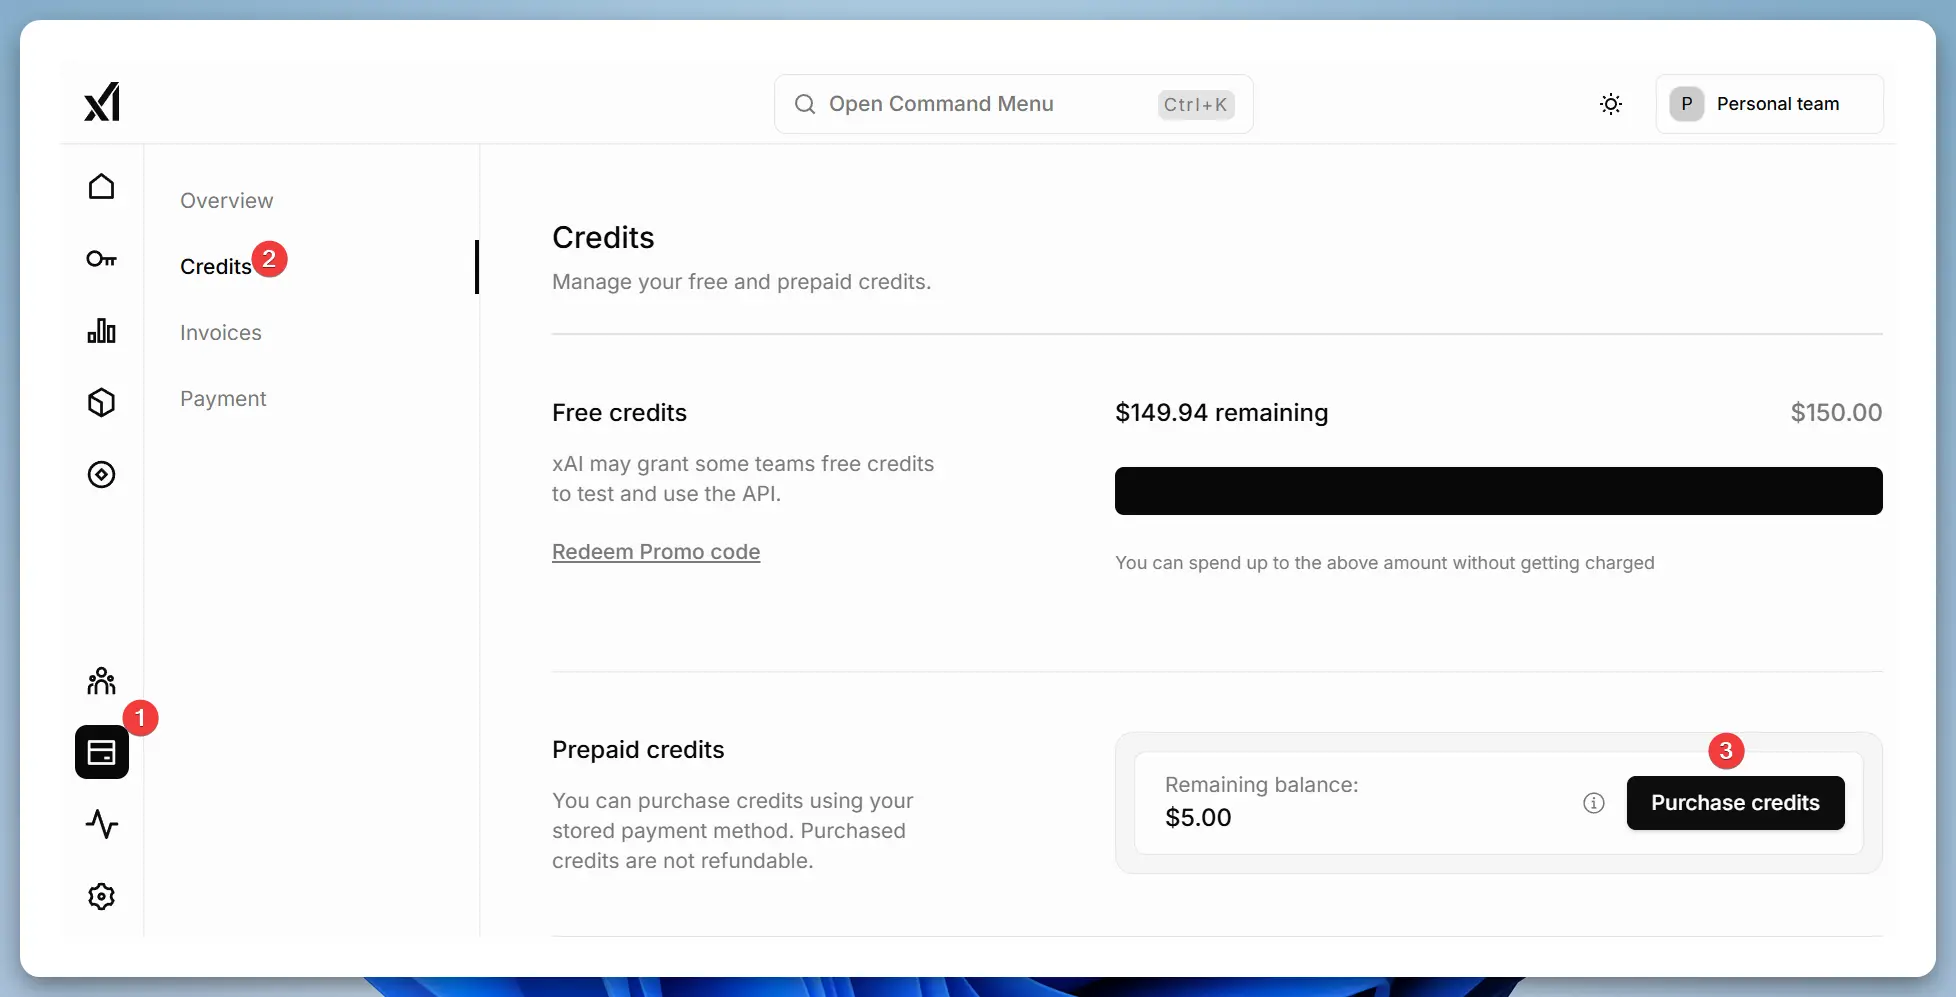 xI
Open Command Menu
Ctrl+K
P
Personal team
Overview
Credits
2
Invoices
Payment
1
Credits
Manage your free and prepaid credits.
Free credits
xAI may grant some teams free credits
to test and use the API.
Redeem Promo code
$149.94 remaining
$150.00
You can spend up to the above amount without getting charged
Prepaid credits
You can purchase credits using your
stored payment method. Purchased
credits are not refundable.
Remaining balance:
$5.00
3
Purchase credits